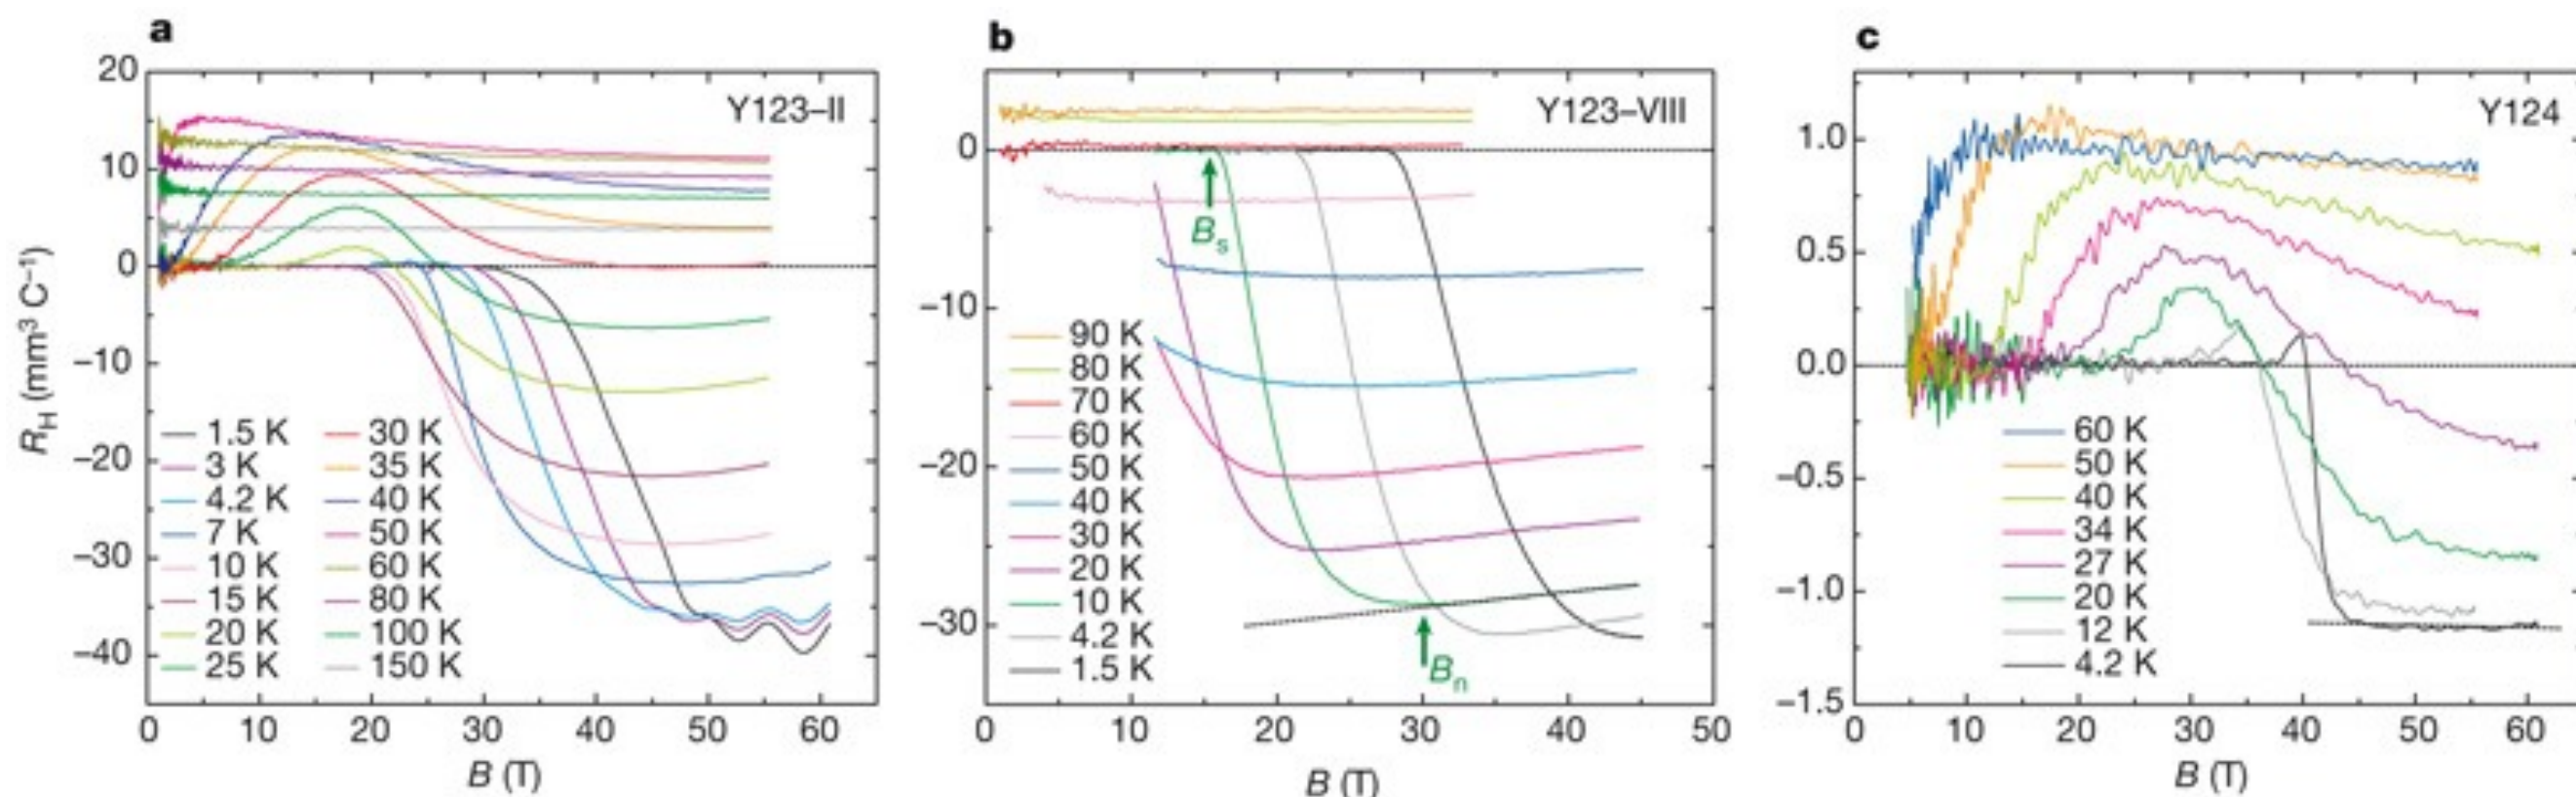 a
20
10
0
−10
−20
−30
−40
R_H (mm³ C⁻¹)
Y123–II
1.5 K 30 K
3 K 35 K
4.2 K 40 K
7 K 50 K
10 K 60 K
15 K 80 K
20 K 100 K
25 K 150 K
0 10 20 30 40 50 60
B (T)
b
0
−10
−20
−30
Y123–VIII
B_s
90 K
80 K
70 K
60 K
50 K
40 K
30 K
20 K
10 K
4.2 K
1.5 K
B_n
0 10 20 30 40 50
B (T)
c
1.0
0.5
0.0
−0.5
−1.0
−1.5
Y124
60 K
50 K
40 K
34 K
27 K
20 K
12 K
4.2 K
0 10 20 30 40 50 60
B (T)